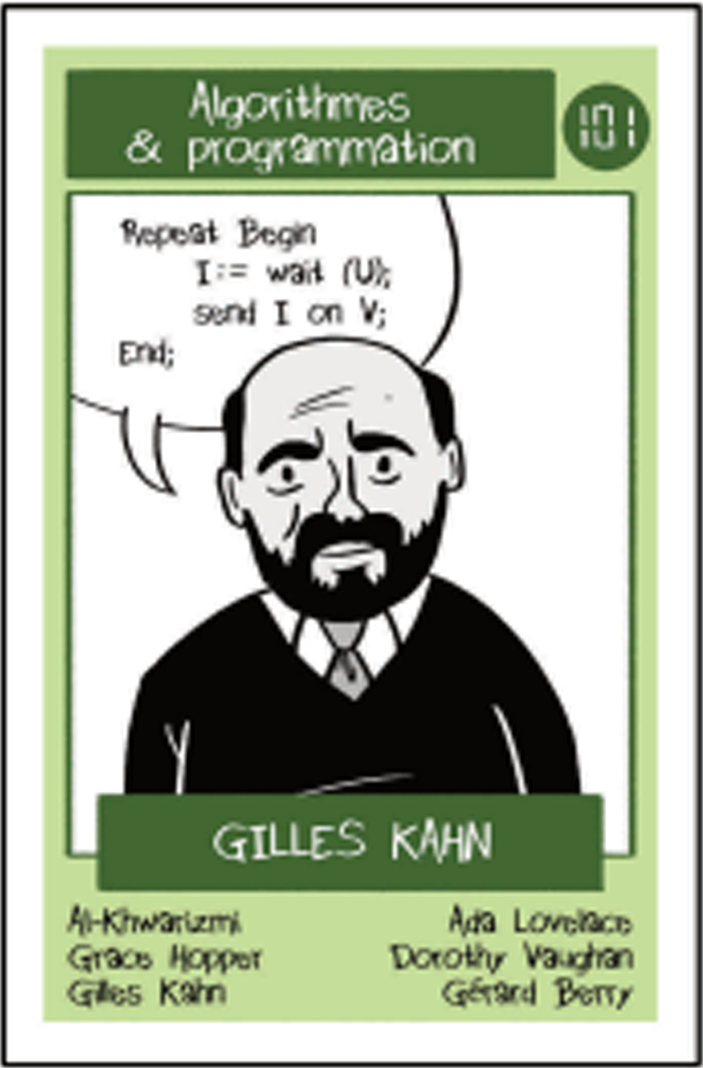 Algorithmes
& programmation
101
Repeat Begin
I:= wait (U);
send I on V;
End;
GILLES KAHN
Al-Khwarizmi
Grace Hopper
Gilles Kahn
Ada Lovelace
Dorothy Vaughan
Gérard Berry